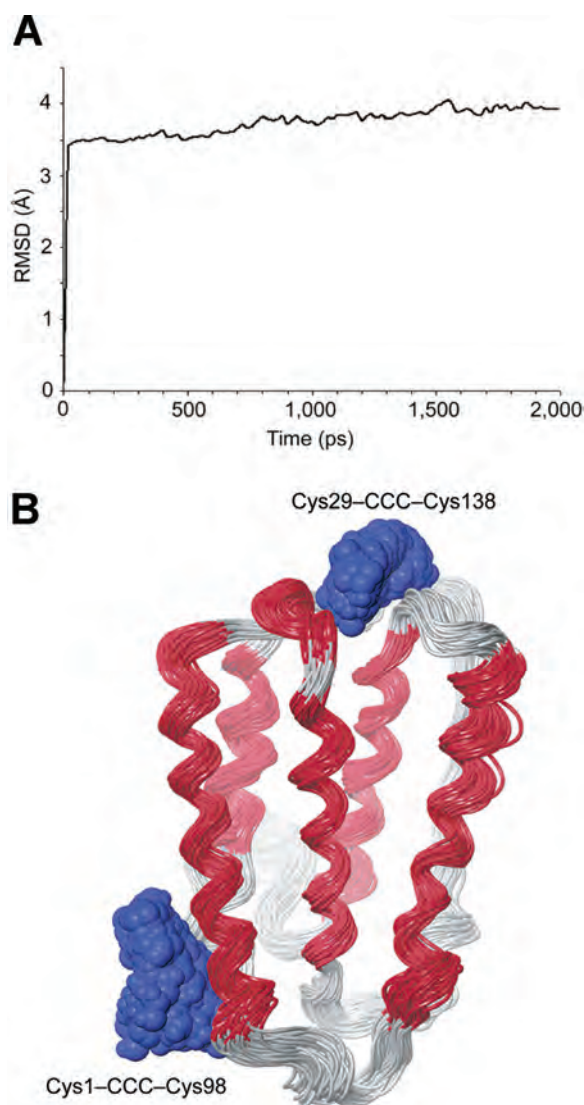 A
4
3
2
1
0
RMSD (Å)
0 500 1,000 1,500 2,000
Time (ps)
B
Cys29–CCC–Cys138
Cys1–CCC–Cys98